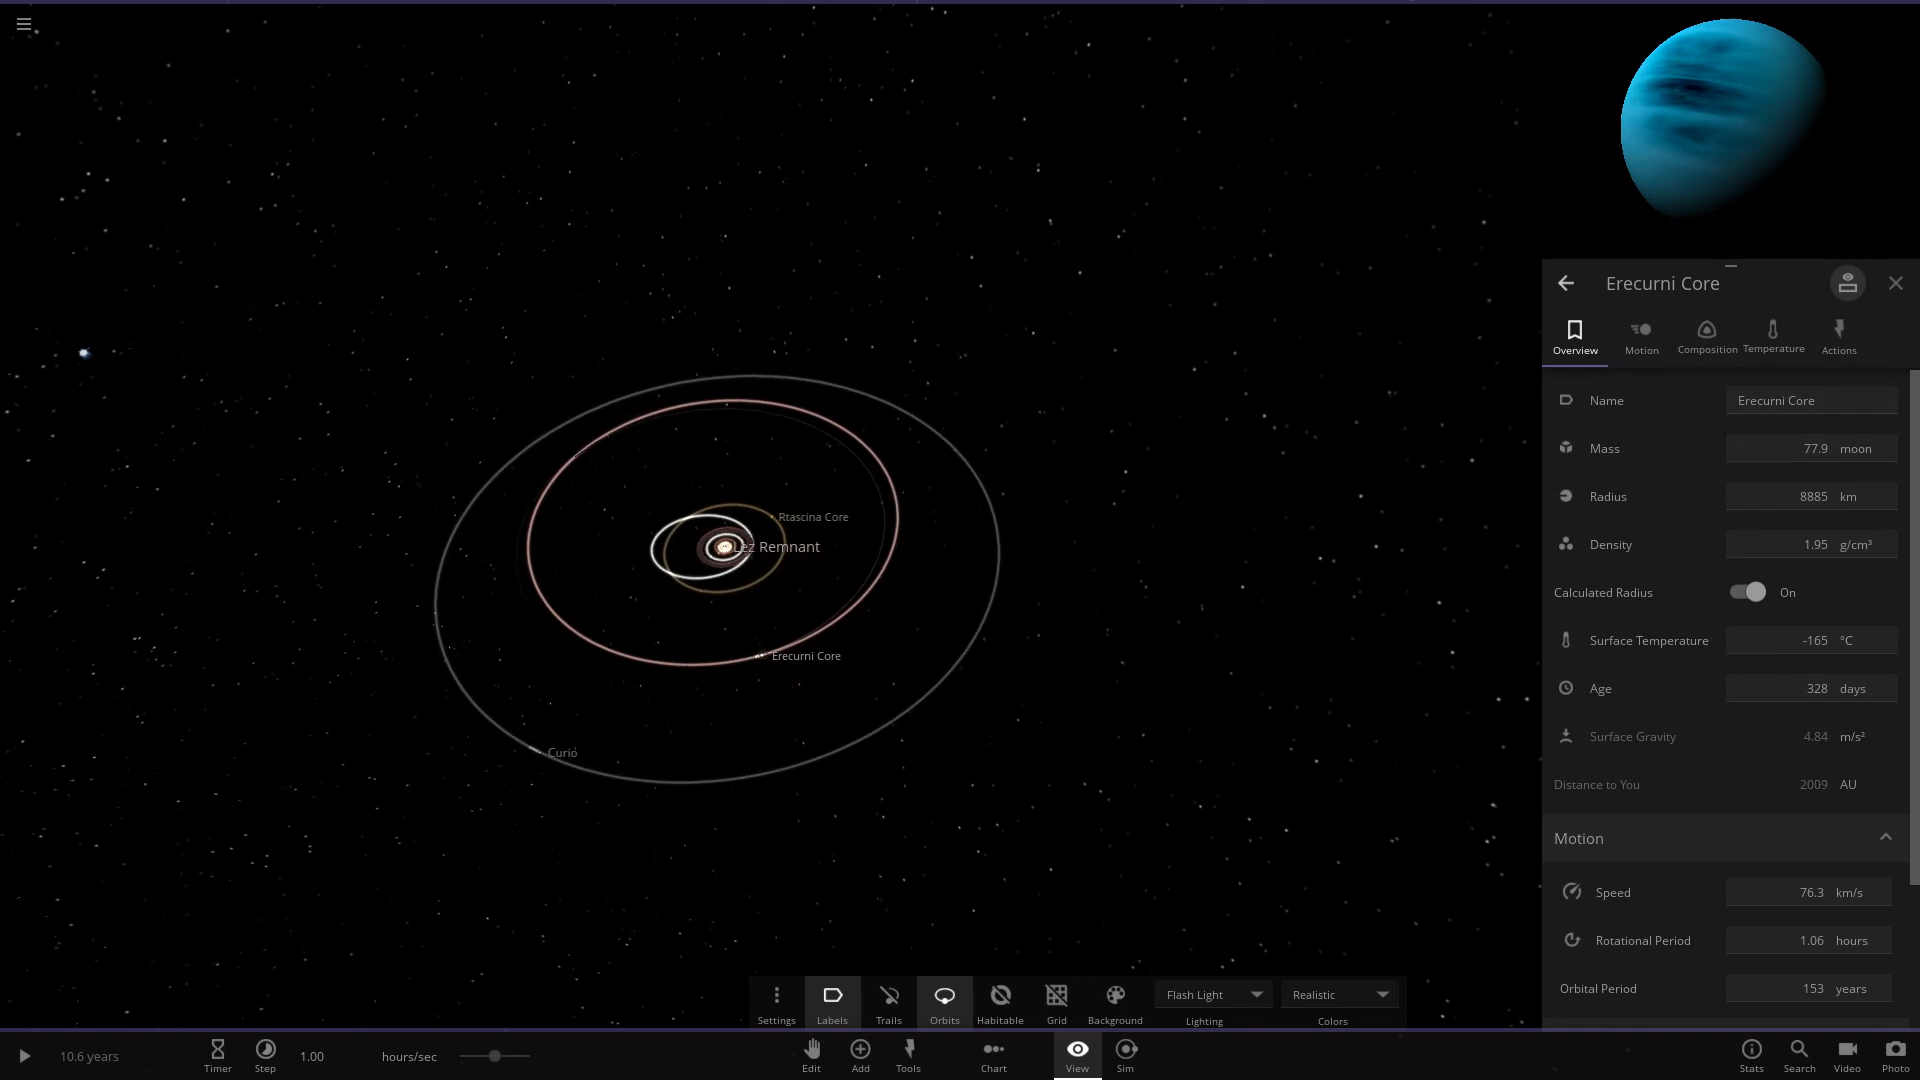 Erecurni Core
Overview
Motion
Composition
Temperature
Actions
Name Erecurni Core
Mass 77.9 moon
Radius 8885 km
Density 1.95 g/cm³
Calculated Radius On
Surface Temperature -165 °C
Age 328 days
Surface Gravity 4.84 m/s²
Distance to You 2009 AU
Motion
Speed 76.3 km/s
Rotational Period 1.06 hours
Orbital Period 153 years
Rtascina Core
Lez Remnant
Erecurni Core
Curio
Settings
Labels
Trails
Orbits
Habitable
Grid
Background
Flash Light
Lighting
Realistic
Colors
10.6 years
Timer
Step
1.00 hours/sec
Edit
Add
Tools
Chart
View
Sim
Stats
Search
Video
Photo